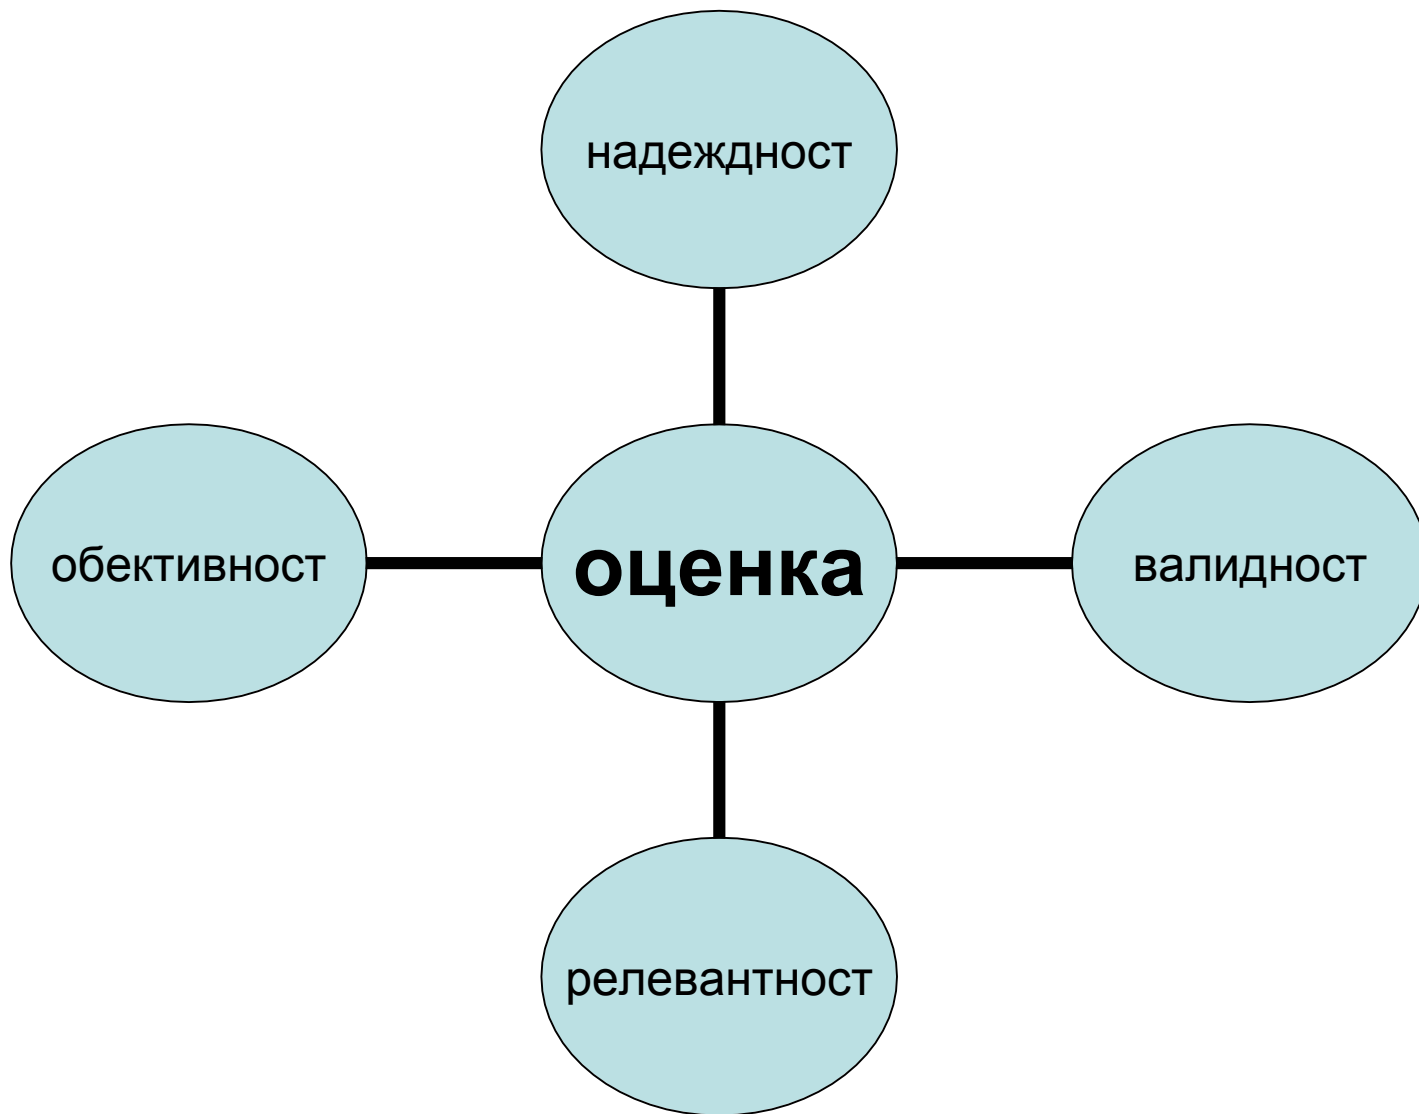 надеждност
обективност
оценка
валидност
релевантност